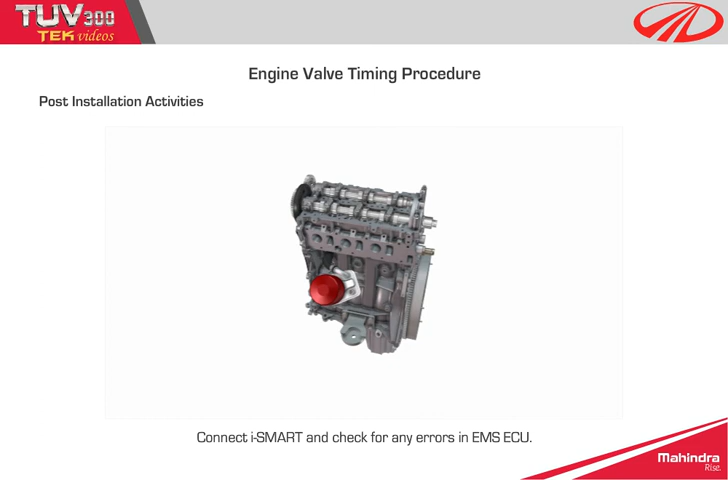 TUV300
TEK videos
Engine Valve Timing Procedure
Post Installation Activities
Connect i-SMART and check for any errors in EMS ECU.
Mahindra
Rise.